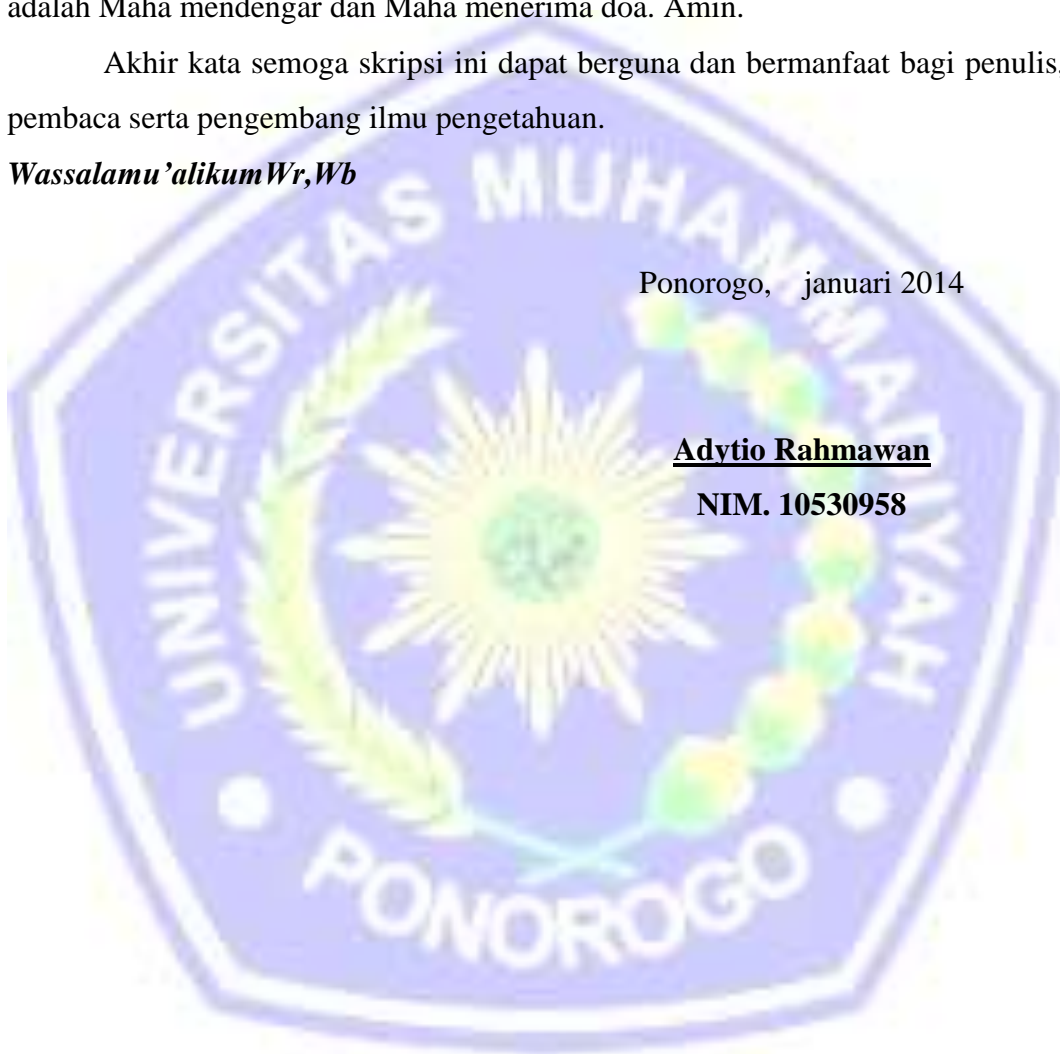 adalah Maha mendengar dan Maha menerima doa. Amin.
Akhir kata semoga skripsi ini dapat berguna dan bermanfaat bagi penulis,
pembaca serta pengembang ilmu pengetahuan.
Wassalamu’alikumWr,Wb
Ponorogo, januari 2014
Adytio Rahmawan
NIM. 10530958
UNIVERSITAS MUHAMMADIYAH
PONOROGO